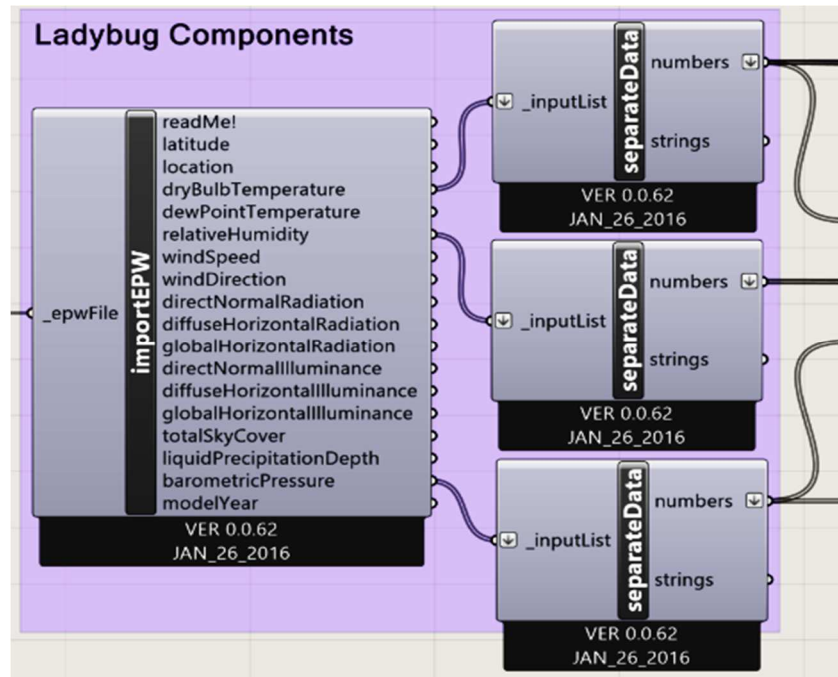 Ladybug Components
_epwFile
importEPW
readMe!
latitude
location
dryBulbTemperature
dewPointTemperature
relativeHumidity
windSpeed
windDirection
directNormalRadiation
diffuseHorizontalRadiation
globalHorizontalRadiation
directNormalIlluminance
diffuseHorizontalIlluminance
globalHorizontalIlluminance
totalSkyCover
liquidPrecipitationDepth
barometricPressure
modelYear
VER 0.0.62
JAN_26_2016
_inputList
separateData
numbers
strings
VER 0.0.62
JAN_26_2016
_inputList
separateData
numbers
strings
VER 0.0.62
JAN_26_2016
_inputList
separateData
numbers
strings
VER 0.0.62
JAN_26_2016